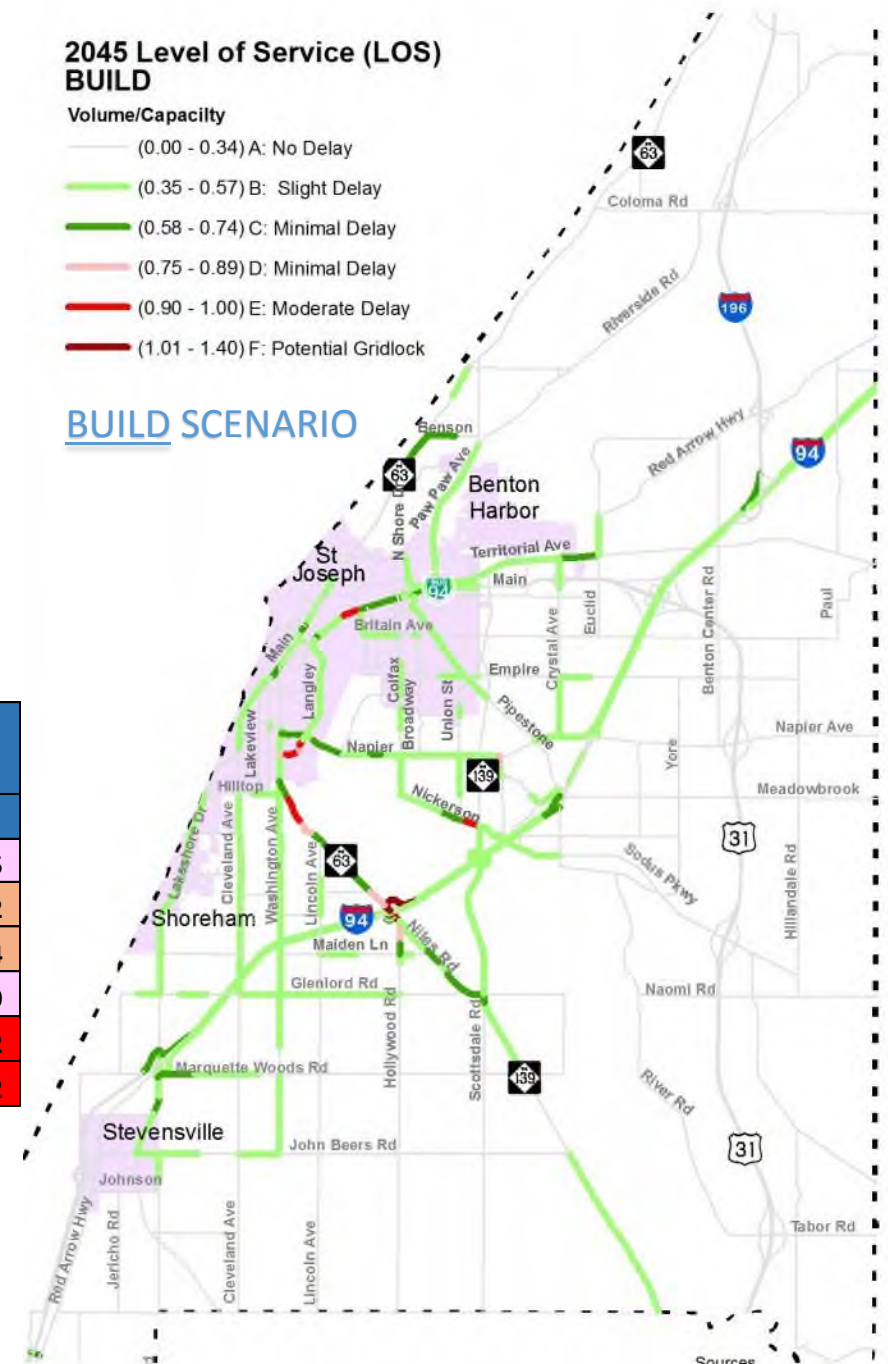 2045 Level of Service (LOS)
BUILD
Volume/Capacilty
(0.00 - 0.34) A: No Delay
(0.35 - 0.57) B: Slight Delay
(0.58 - 0.74) C: Minimal Delay
(0.75 - 0.89) D: Minimal Delay
(0.90 - 1.00) E: Moderate Delay
(1.01 - 1.40) F: Potential Gridlock
BUILD SCENARIO
63
Coloma Rd
Riverside Rd
196
Red Arrow Hwy
94
Benson
63
Paw Paw Ave
N Shore D
Benton
Harbor
Territorial Ave
St
Joseph
94
Main
Britain Ave
Main
Langley
Colfax
Broadway
Union St
Empire
Crystal Ave
Euclid
Benton Center Rd
Paul
Pipestone
Lakeview
Napier
Napier Ave
Yore
139
Hilltop
Meadowbrook
Nickerson
31
Lakeshore Dr
Cleveland Ave
Washington Ave
Lincoln Ave
63
Sodus Pkwy
Hillandale Rd
Shoreham
94
Niles Rd
Maiden Ln
Glenlord Rd
Naomi Rd
Hollywood Rd
Scottsdale Rd
Marquette Woods Rd
139
River Rd
Stevensville
John Beers Rd
31
Johnson
Red Arrow Hwy
Jericho Rd
Cleveland Ave
Lincoln Ave
Tabor Rd
Sources